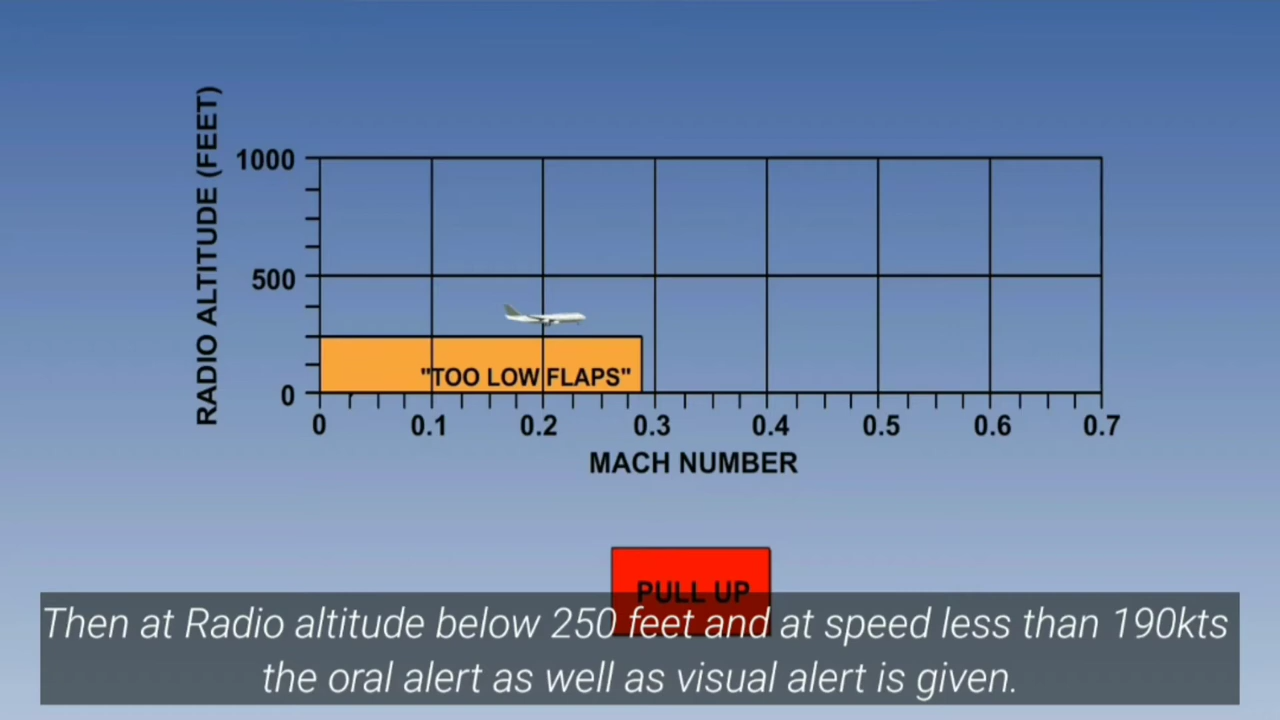 RADIO ALTITUDE (FEET)
1000
500
0
"TOO LOW FLAPS"
0 0.1 0.2 0.3 0.4 0.5 0.6 0.7
MACH NUMBER
PULL UP
Then at Radio altitude below 250 feet and at speed less than 190kts
the oral alert as well as visual alert is given.